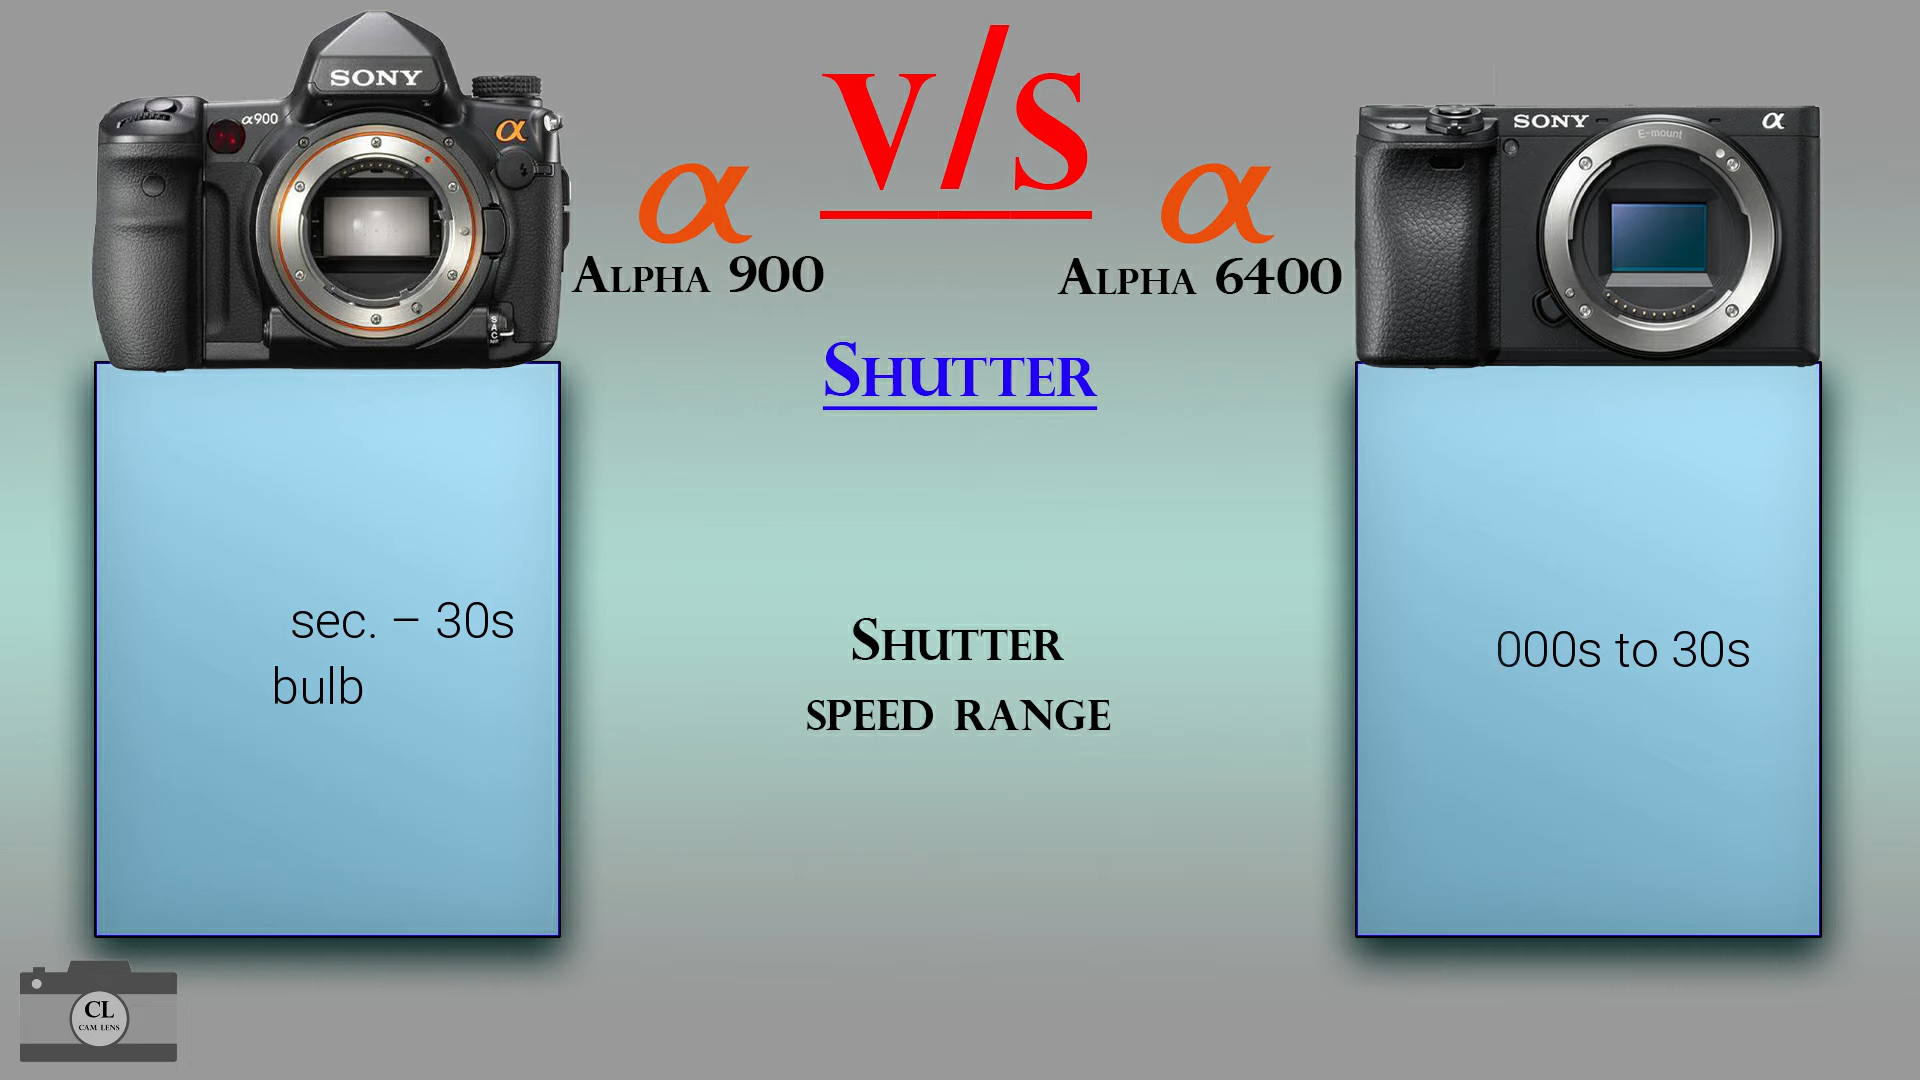 SONY
α900
α
V/S
SONY
α
E-mount
α
Alpha 900
α
Alpha 6400
Shutter
sec. – 30s
bulb
Shutter
speed range
000s to 30s
CL
CAM LENS